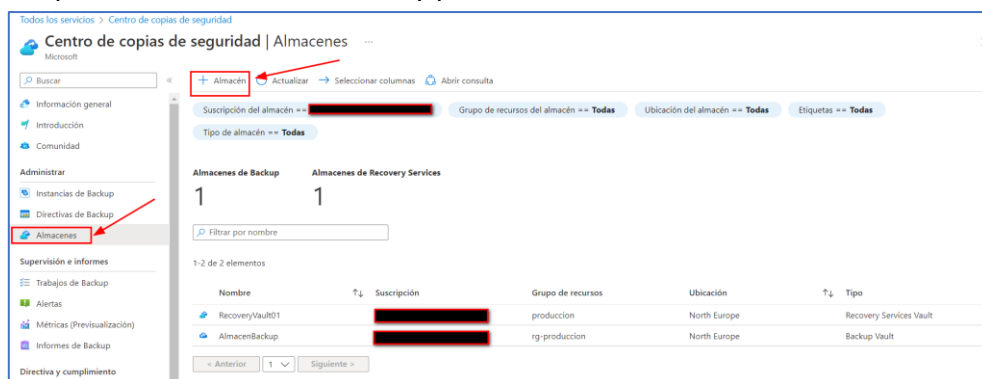 Todos los servicios > Centro de copias de seguridad
Centro de copias de seguridad | Almacenes ...
Microsoft
Buscar
«
+ Almacén Actualizar → Seleccionar columnas Abrir consulta
Información general
Introducción
Comunidad
Administrar
Instancias de Backup
Directivas de Backup
Almacenes
Supervisión e informes
Trabajos de Backup
Alertas
Métricas (Previsualización)
Informes de Backup
Directiva y cumplimiento
Suscripción del almacén ==
Grupo de recursos del almacén == Todas
Ubicación del almacén == Todas
Etiquetas == Todas
Tipo de almacén == Todas
Almacenes de Backup Almacenes de Recovery Services
1 1
Filtrar por nombre
1-2 de 2 elementos
Nombre ↑↓ Suscripción Grupo de recursos Ubicación ↑↓ Tipo
RecoveryVault01 produccion North Europe Recovery Services Vault
AlmacenBackup rg-produccion North Europe Backup Vault
< Anterior 1 Siguiente >